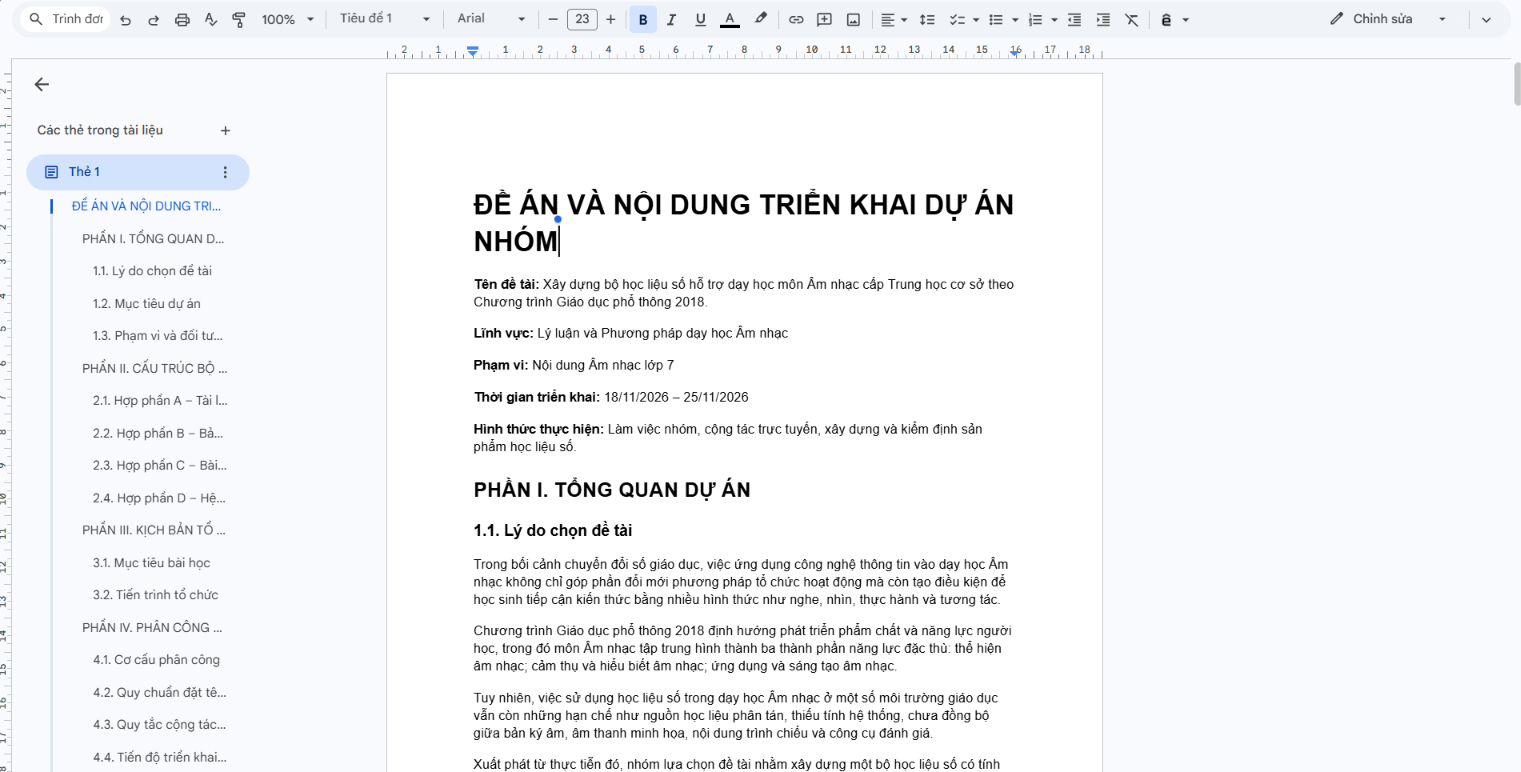 Trình đơn
100%
Tiêu đề 1
Arial
23
Chỉnh sửa
2 1 1 2 3 4 5 6 7 8 9 10 11 12 13 14 15 16 17 18
Các thẻ trong tài liệu
Thẻ 1
ĐỀ ÁN VÀ NỘI DUNG TRI...
PHẦN I. TỔNG QUAN D...
1.1. Lý do chọn đề tài
1.2. Mục tiêu dự án
1.3. Phạm vi và đối tư...
PHẦN II. CẤU TRÚC BỘ ...
2.1. Hợp phần A – Tài l...
2.2. Hợp phần B – Bả...
2.3. Hợp phần C – Bài...
2.4. Hợp phần D – Hệ...
PHẦN III. KỊCH BẢN TỔ ...
3.1. Mục tiêu bài học
3.2. Tiến trình tổ chức
PHẦN IV. PHÂN CÔNG ...
4.1. Cơ cấu phân công
4.2. Quy chuẩn đặt tê...
4.3. Quy tắc cộng tác...
4.4. Tiến độ triển khai...
ĐỀ ÁN VÀ NỘI DUNG TRIỂN KHAI DỰ ÁN
NHÓM
Tên đề tài: Xây dựng bộ học liệu số hỗ trợ dạy học môn Âm nhạc cấp Trung học cơ sở theo
Chương trình Giáo dục phổ thông 2018.
Lĩnh vực: Lý luận và Phương pháp dạy học Âm nhạc
Phạm vi: Nội dung Âm nhạc lớp 7
Thời gian triển khai: 18/11/2026 – 25/11/2026
Hình thức thực hiện: Làm việc nhóm, cộng tác trực tuyến, xây dựng và kiểm định sản
phẩm học liệu số.
PHẦN I. TỔNG QUAN DỰ ÁN
1.1. Lý do chọn đề tài
Trong bối cảnh chuyển đổi số giáo dục, việc ứng dụng công nghệ thông tin vào dạy học Âm
nhạc không chỉ góp phần đổi mới phương pháp tổ chức hoạt động mà còn tạo điều kiện để
học sinh tiếp cận kiến thức bằng nhiều hình thức như nghe, nhìn, thực hành và tương tác.
Chương trình Giáo dục phổ thông 2018 định hướng phát triển phẩm chất và năng lực người
học, trong đó môn Âm nhạc tập trung hình thành ba thành phần năng lực đặc thù: thể hiện
âm nhạc; cảm thụ và hiểu biết âm nhạc; ứng dụng và sáng tạo âm nhạc.
Tuy nhiên, việc sử dụng học liệu số trong dạy học Âm nhạc ở một số môi trường giáo dục
vẫn còn những hạn chế như nguồn học liệu phân tán, thiếu tính hệ thống, chưa đồng bộ
giữa bản ký âm, âm thanh minh họa, nội dung trình chiếu và công cụ đánh giá.
Xuất phát từ thực tiễn đó, nhóm lựa chọn đề tài nhằm xây dựng một bộ học liệu số có tính